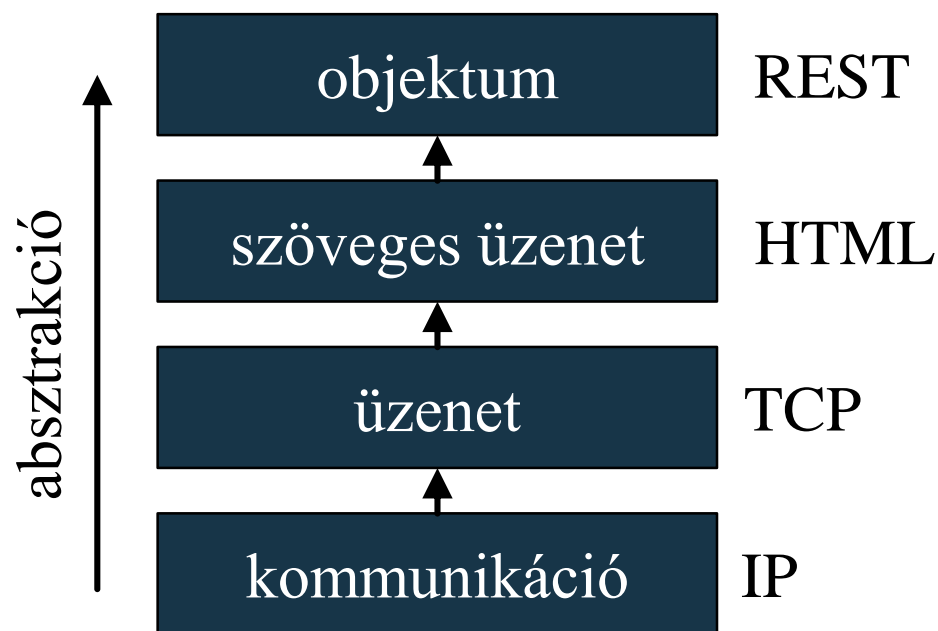 objektum
REST
szöveges üzenet
HTML
üzenet
TCP
kommunikáció
IP
absztrakció